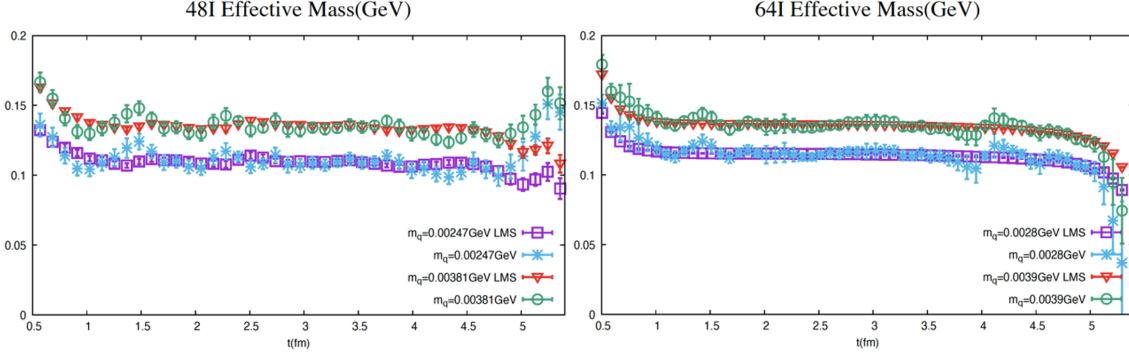 48I Effective Mass(GeV)
0.2
0.15
0.1
0.05
0
0.5 1 1.5 2 2.5 3 3.5 4 4.5 5
t(fm)
mq=0.00247GeV LMS
mq=0.00247GeV
mq=0.00381GeV LMS
mq=0.00381GeV
64I Effective Mass(GeV)
0.2
0.15
0.1
0.05
0
0.5 1 1.5 2 2.5 3 3.5 4 4.5 5
t(fm)
mq=0.0028GeV LMS
mq=0.0028GeV
mq=0.0039GeV LMS
mq=0.0039GeV